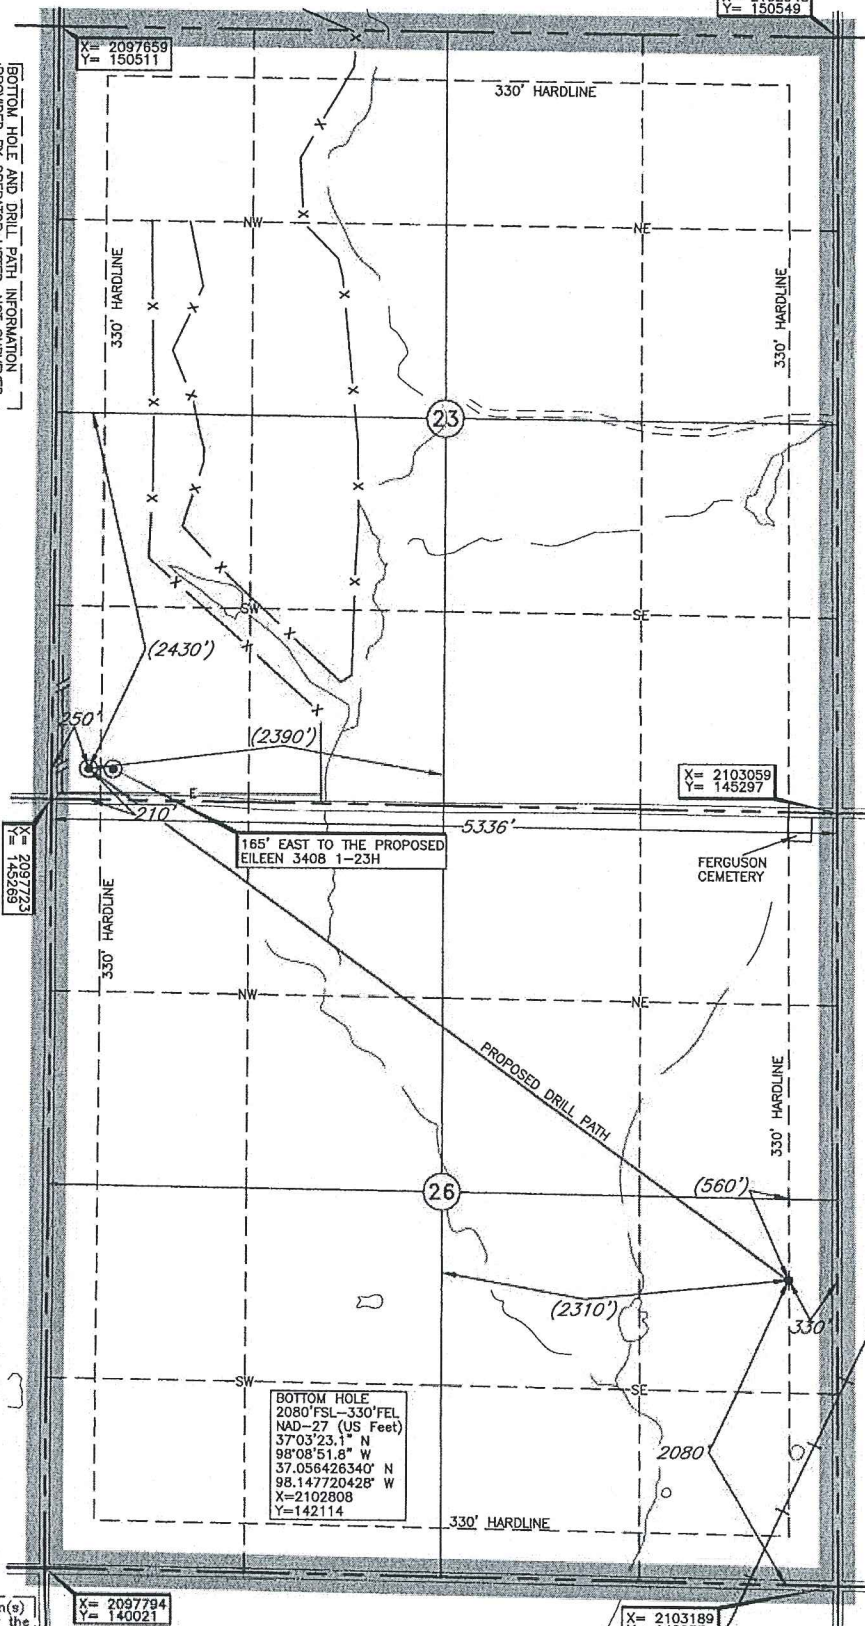 Y= 150549
X= 2097659
Y= 150511
BOTTOM HOLE AND DRILL PATH INFORMATION
330' HARDLINE
NW
NE
330' HARDLINE
330' HARDLINE
23
SW
SE
(2430')
250'
(2390')
X= 2103059
Y= 145297
E
210'
5336'
165' EAST TO THE PROPOSED
EILEEN 3408 1-23H
FERGUSON
CEMETERY
X= 2097723
Y= 145269
330' HARDLINE
NW
NE
PROPOSED DRILL PATH
330' HARDLINE
26
(560')
(2310')
330'
SW
SE
BOTTOM HOLE
2080'FSL-330'FEL
NAD-27 (US Feet)
37°03'23.1" N
98°08'51.8" W
37.056426340° N
98.147720428° W
X=2102808
Y=142114
2080'
330' HARDLINE
X= 2097794
Y= 140021
X= 2103189